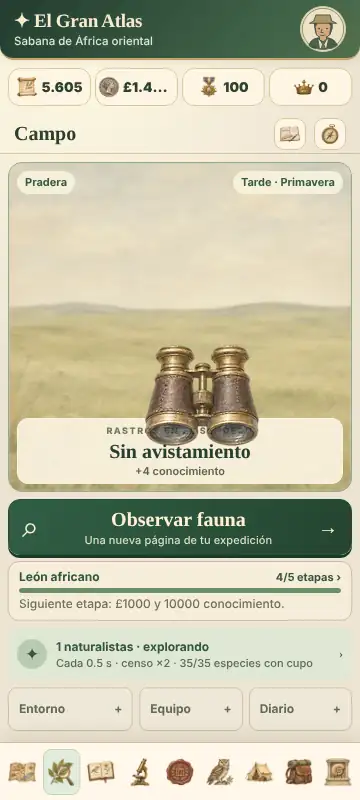 ✦ El Gran Atlas
Sabana de África oriental
5.605
£1.4…
100
0
Campo
Pradera
Tarde · Primavera
Sin avistamiento
+4 conocimiento
Observar fauna
Una nueva página de tu expedición
León africano
4/5 etapas ›
Siguiente etapa: £1000 y 10000 conocimiento.
1 naturalistas · explorando
Cada 0.5 s · censo ×2 · 35/35 especies con cupo
Entorno +
Equipo +
Diario +